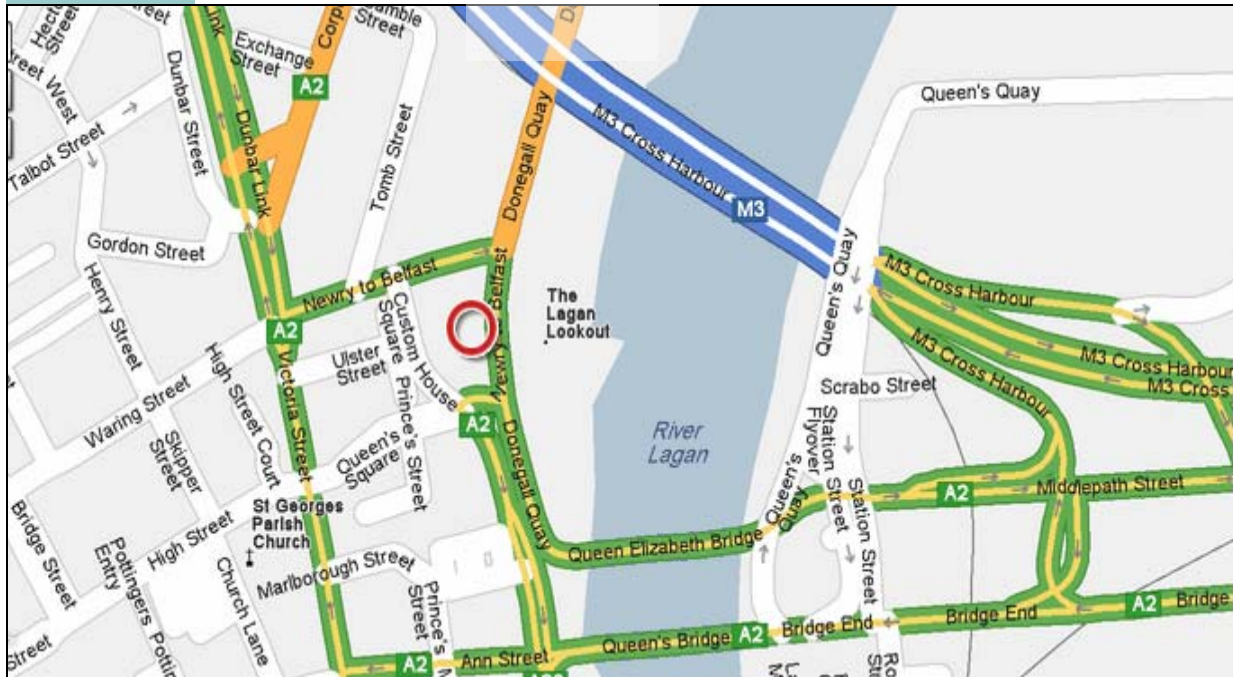 Link
Exchange
Street
Corp
A2
Street
Hect
Street
Street West
Dunbar Street
Talbot Street
Dunbar Link
Dunbar Link
Tomb Street
Donegall Quay
M3 Cross Harbour
M3
Queen's Quay
Queen's Quay
Gordon Street
Newry to Belfast
Belfast
The
Lagan
Lookout
Henry Street
A2
Ulster
Street
Custom House
Square
Prince's Street
High Street Court
Victoria Street
Waring Street
Skipper
Street
Queen's
Square
A2
Donegall Quay
River
Lagan
M3 Cross Harbour
M3 Cross Harbour
M3 Cross Harbour
M3 Cross
Scrabo Street
Station Street
Flyover
Station Street
Queen's
Quay
A2
Middlepath Street
St Georges
Parish
Church
High Street
Bridge Street
Pottingers
Entry
Church Lane
Marlborough Street
Prince's
Street
Queen Elizabeth Bridge
Street
A2
Ann Street
Queen's Bridge
A2
Bridge End
Bridge End
A2
Bridge